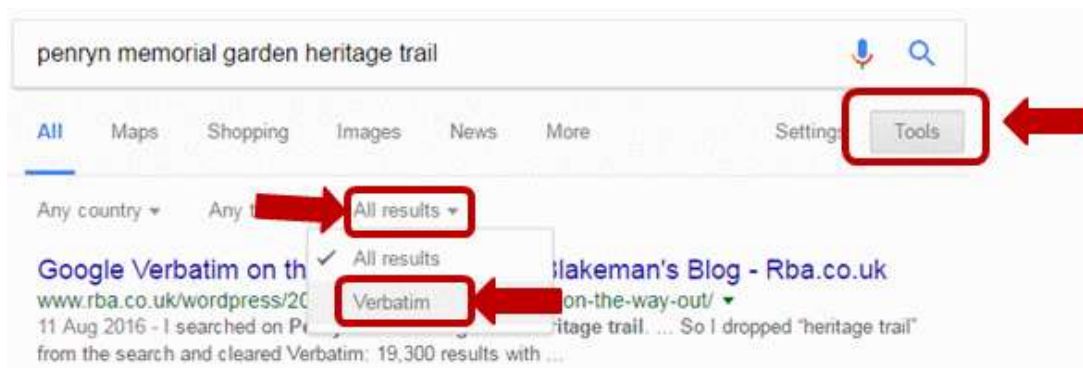 penryn memorial garden heritage trail
All Maps Shopping Images News More Settings Tools
Any country Any All results
All results
Google Verbatim on th Blakeman's Blog - Rba.co.uk
www.rba.co.uk/wordpress/20 on-the-way-out/
Verbatim
11 Aug 2016 - I searched on ritage trail. ... So I dropped “heritage trail”
from the search and cleared Verbatim: 19,300 results with ...